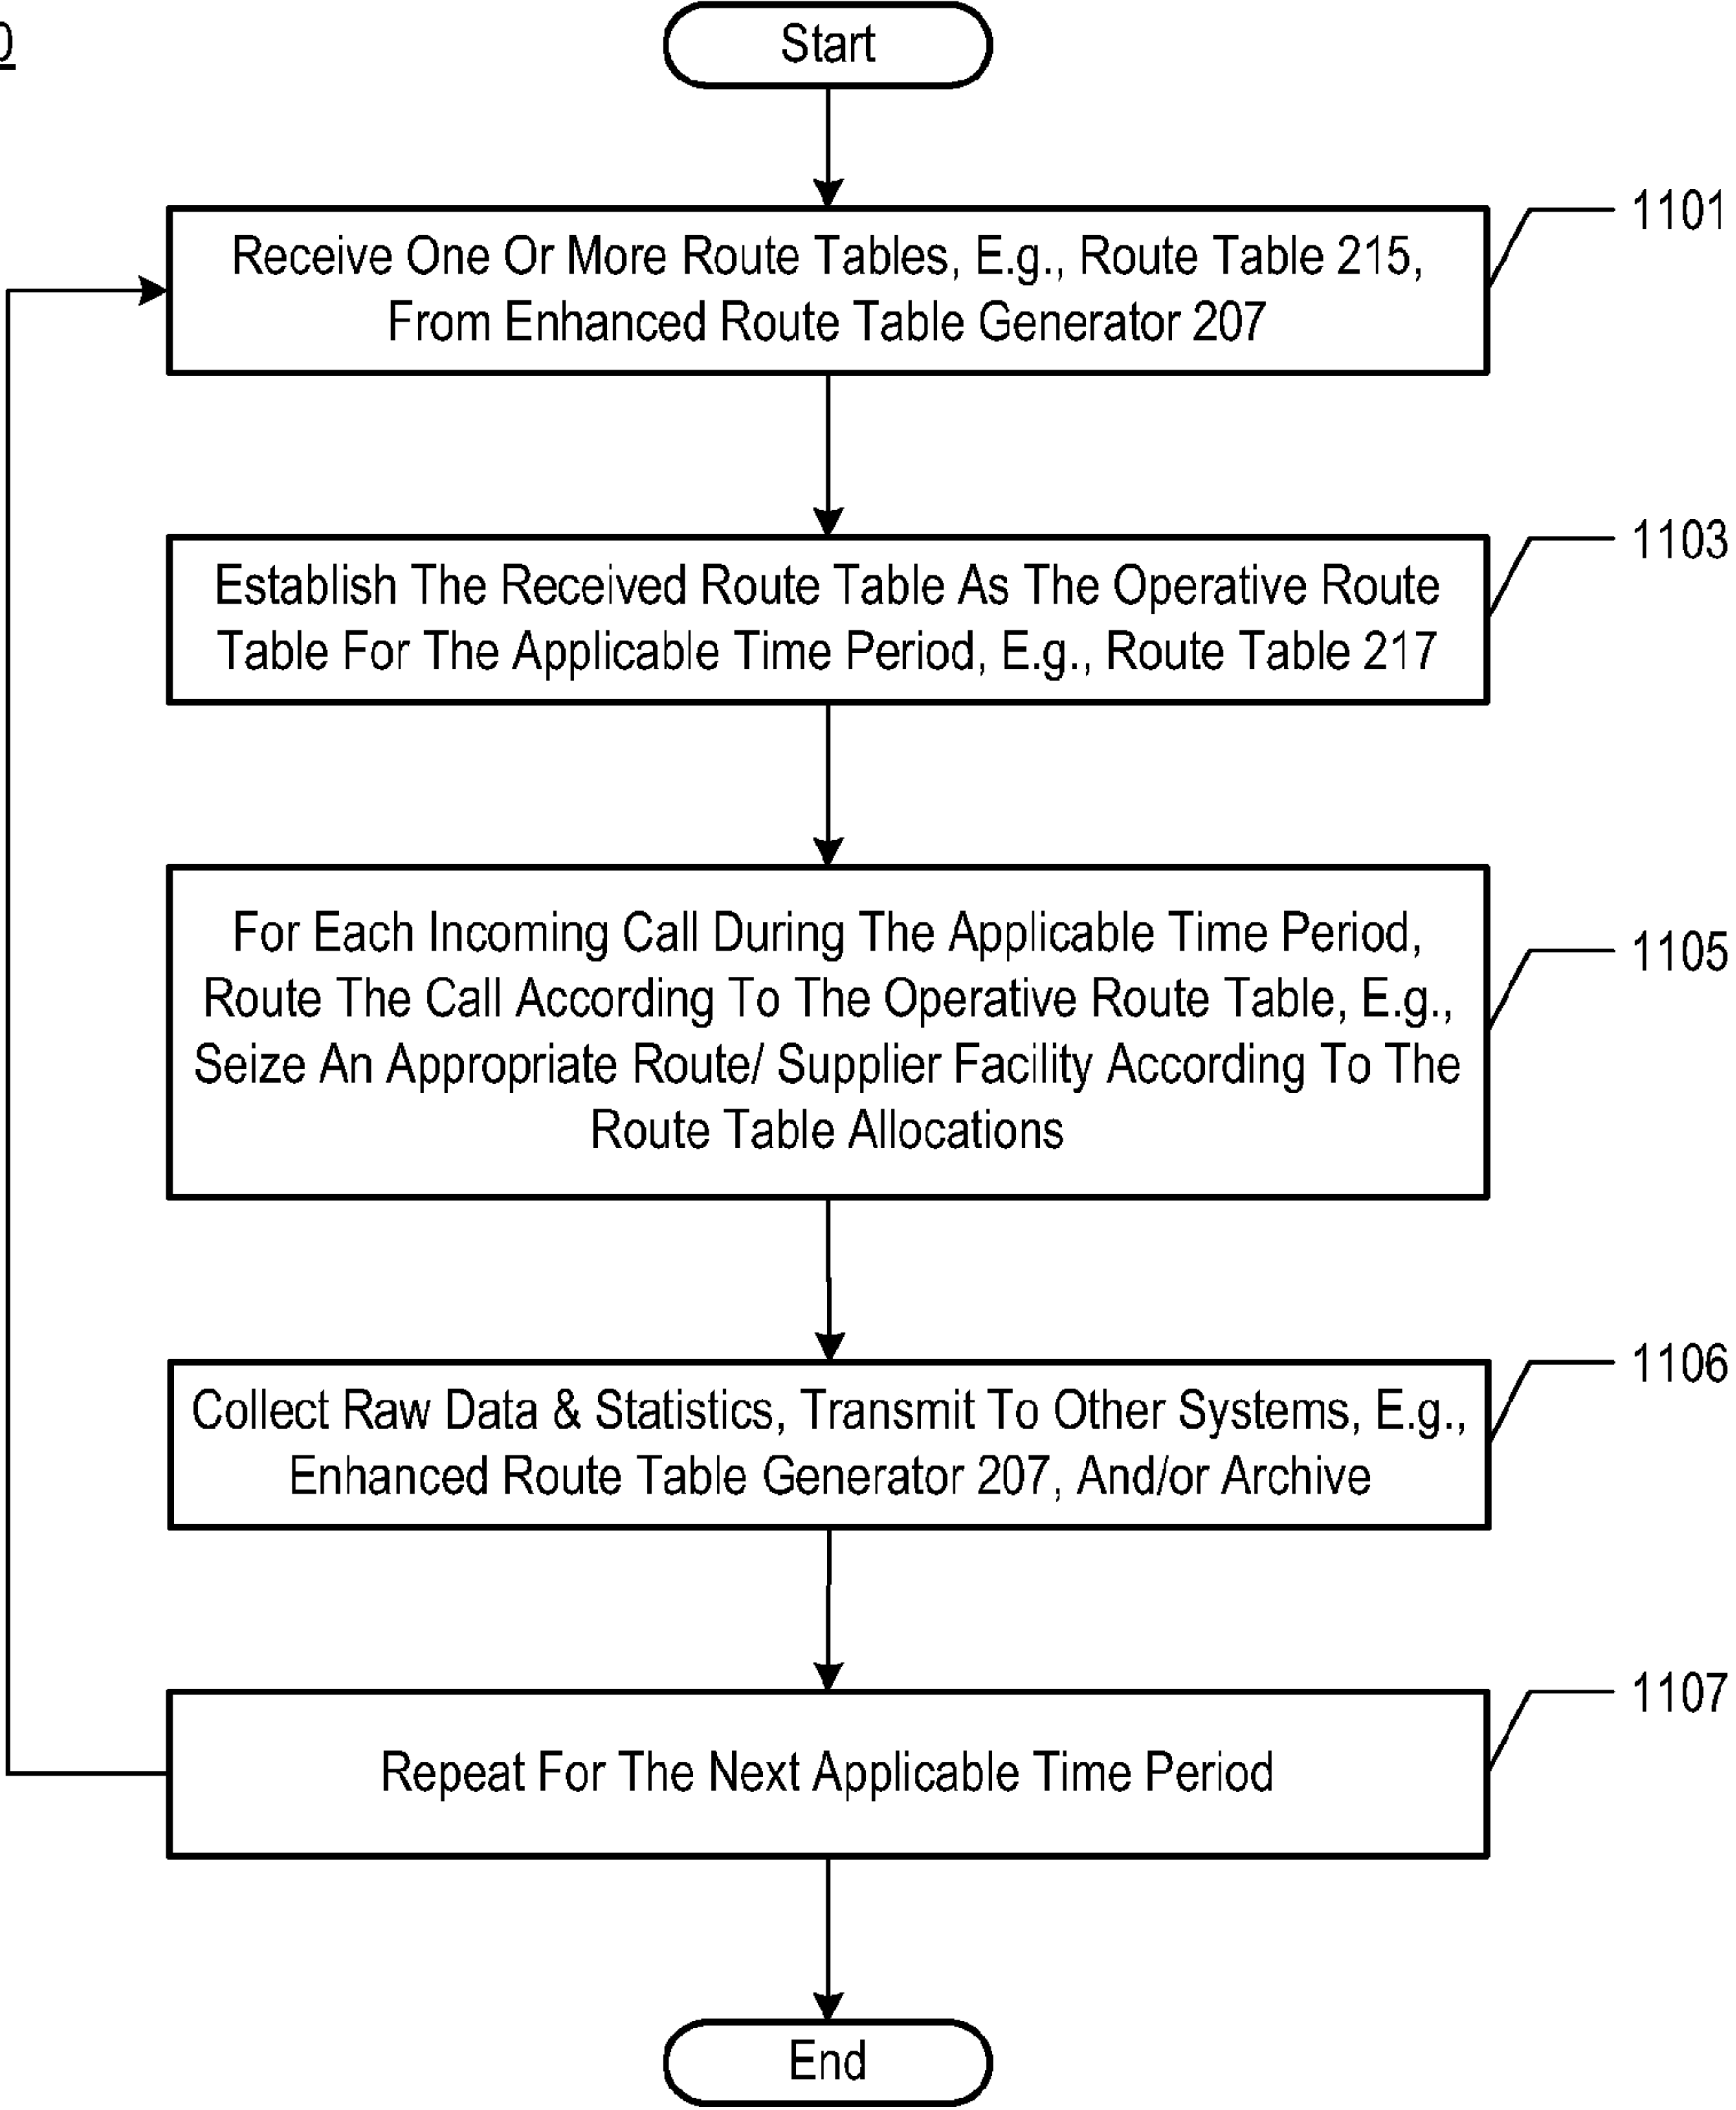 0
Start
1101
Receive One Or More Route Tables, E.g., Route Table 215,
From Enhanced Route Table Generator 207
1103
Establish The Received Route Table As The Operative Route
Table For The Applicable Time Period, E.g., Route Table 217
For Each Incoming Call During The Applicable Time Period,
1105
Route The Call According To The Operative Route Table, E.g.,
Seize An Appropriate Route/ Supplier Facility According To The
Route Table Allocations
1106
Collect Raw Data & Statistics, Transmit To Other Systems, E.g.,
Enhanced Route Table Generator 207, And/or Archive
1107
Repeat For The Next Applicable Time Period
End